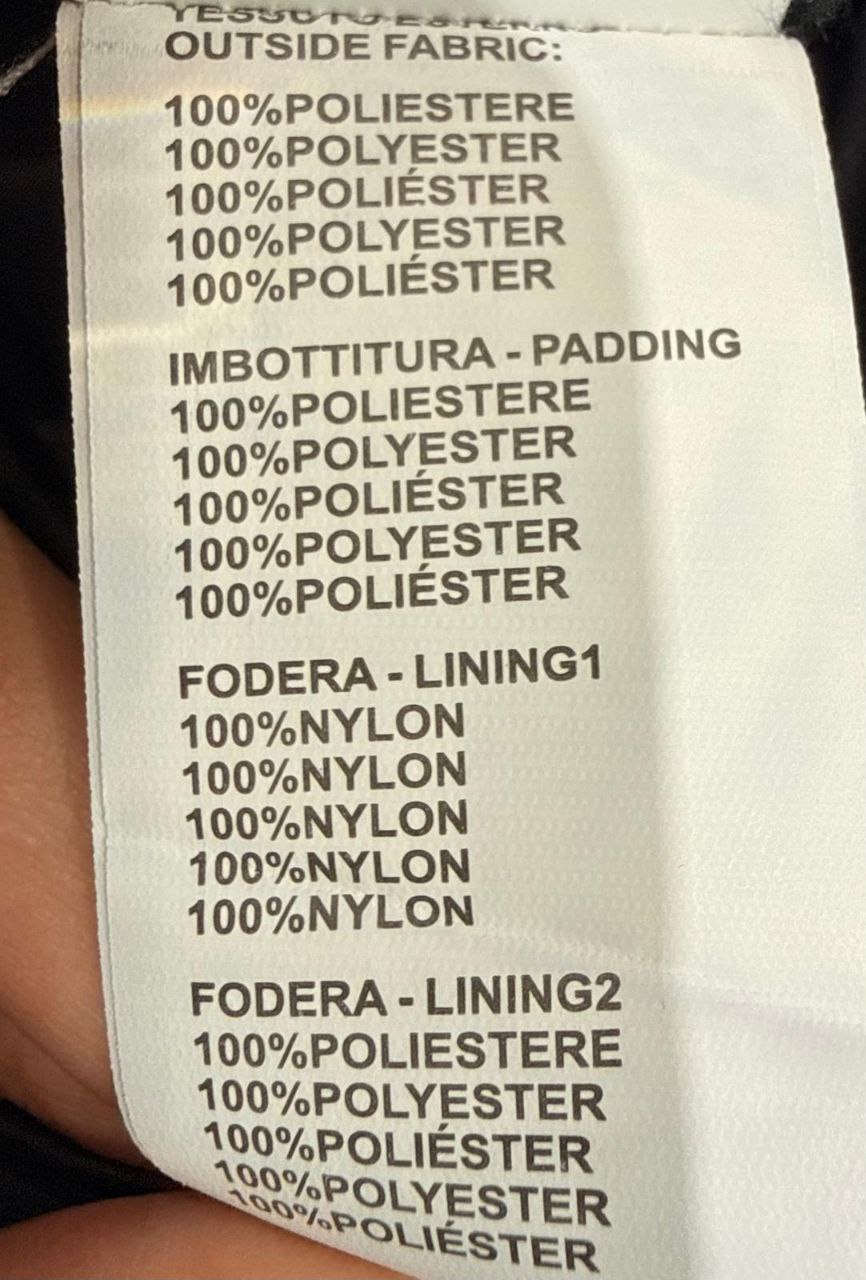 TESSUTO ESTERNO
OUTSIDE FABRIC:
100%POLIESTERE
100%POLYESTER
100%POLIÉSTER
100%POLYESTER
100%POLIÉSTER
IMBOTTITURA - PADDING
100%POLIESTERE
100%POLYESTER
100%POLIÉSTER
100%POLYESTER
100%POLIÉSTER
FODERA - LINING1
100%NYLON
100%NYLON
100%NYLON
100%NYLON
100%NYLON
FODERA - LINING2
100%POLIESTERE
100%POLYESTER
100%POLIÉSTER
100%POLYESTER
100%POLIÉSTER